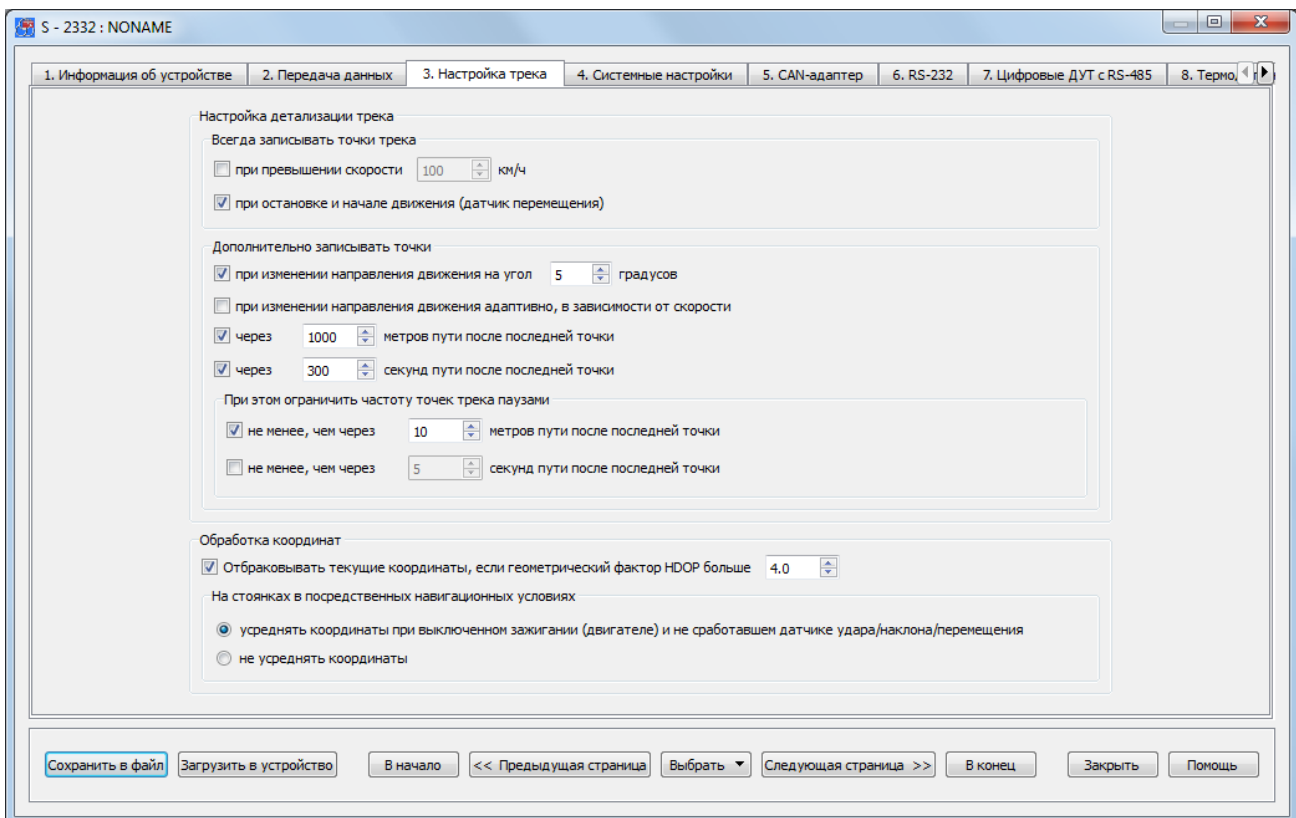 S - 2332 : NONAME
1. Информация об устройстве 2. Передача данных 3. Настройка трека 4. Системные настройки 5. CAN-адаптер 6. RS-232 7. Цифровые ДУТ с RS-485
Настройка детализации трека
Всегда записывать точки трека
при превышении скорости 100 км/ч
при остановке и начале движения (датчик перемещения)
Дополнительно записывать точки
при изменении направления движения на угол 5 градусов
при изменении направления движения адаптивно, в зависимости от скорости
через 1000 метров пути после последней точки
через 300 секунд пути после последней точки
При этом ограничить частоту точек трека паузами
не менее, чем через 10 метров пути после последней точки
не менее, чем через 5 секунд пути после последней точки
Обработка координат
Отбраковывать текущие координаты, если геометрический фактор HDOP больше 4.0
На стоянках в посредственных навигационных условиях
усреднять координаты при выключенном зажигании (двигателе) и не сработавшем датчике удара/наклона/перемещения
не усреднять координаты
Сохранить в файл Загрузить в устройство В начало << Предыдущая страница Выбрать Следующая страница >> В конец Закрыть Помощь